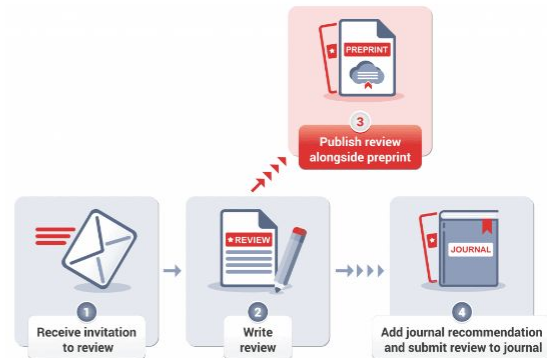 PREPRINT
3
Publish review
alongside preprint
REVIEW
JOURNAL
1
Receive invitation
to review
2
Write
review
4
Add journal recommendation
and submit review to journal